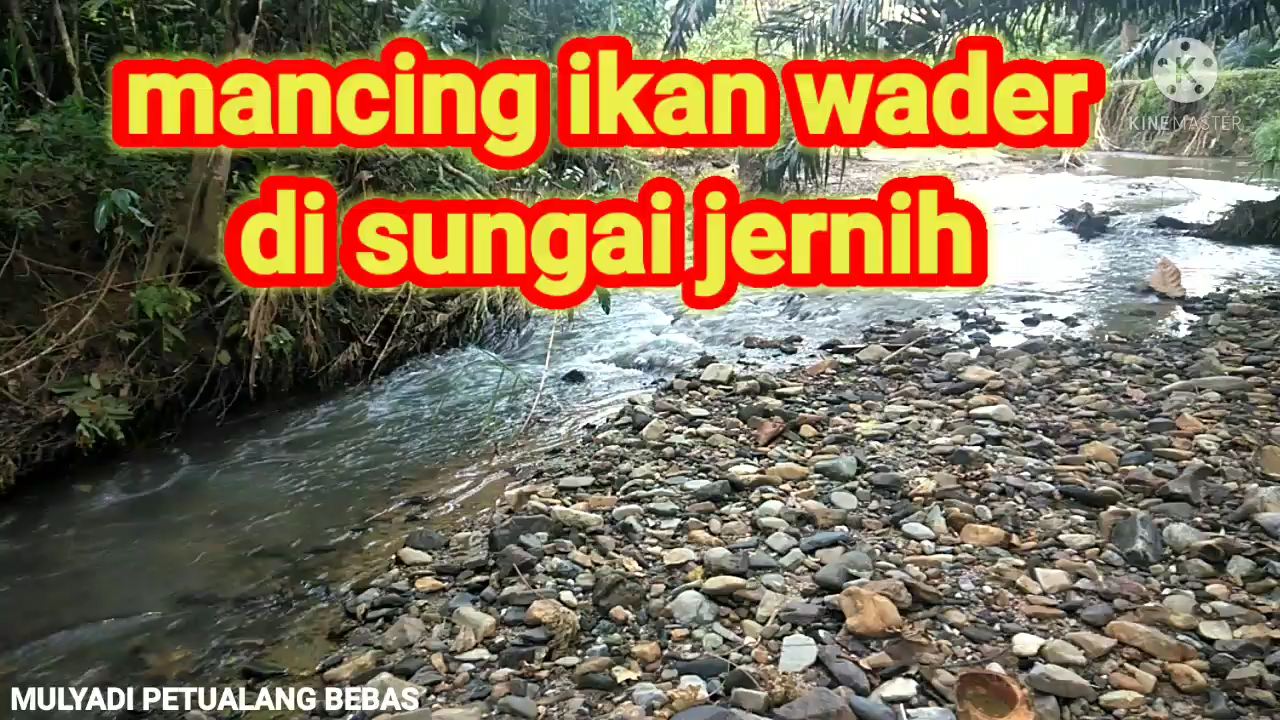 mancing ikan wader
di sungai jernih
KINEMASTER
MULYADI PETUALANG BEBAS